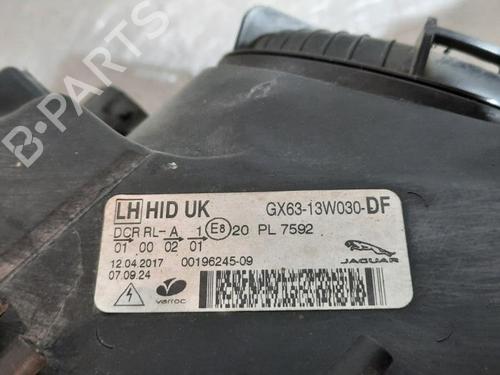 B-PARTS
LH HID UK GX63-13W030-DF
DCR RL- A 1 E8 20 PL 7592
01 00 02 01
12.04.2017 00196245-09 JAGUAR
07.09.24
varroc